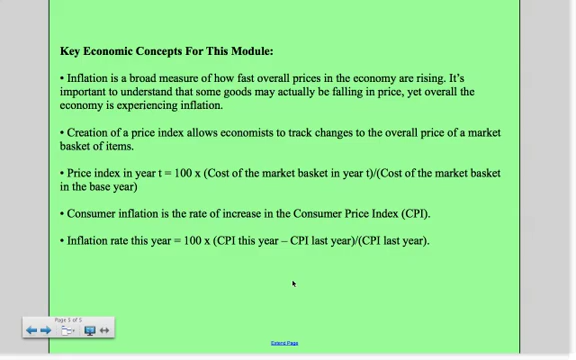 Key Economic Concepts For This Module:
• Inflation is a broad measure of how fast overall prices in the economy are rising. It's
important to understand that some goods may actually be falling in price, yet overall the
economy is experiencing inflation.
• Creation of a price index allows economists to track changes to the overall price of a market
basket of items.
• Price index in year t = 100 x (Cost of the market basket in year t)/(Cost of the market basket
in the base year)
• Consumer inflation is the rate of increase in the Consumer Price Index (CPI).
• Inflation rate this year = 100 x (CPI this year – CPI last year)/(CPI last year).
Page 5 of 5
Extend Page